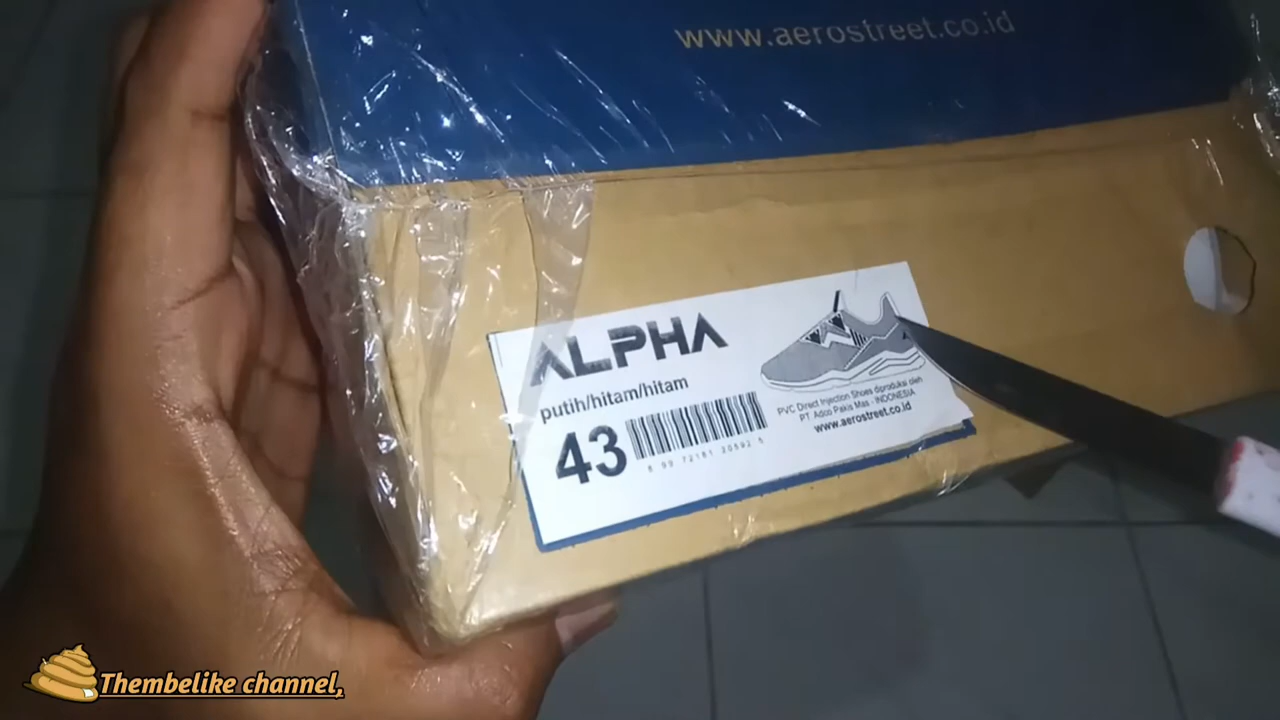 www.aerostreet.co.id
ALPHA
putih/hitam/hitam
43
PVC Direct Injection Shoes diproduksi oleh
PT Adco Pakis Mas - INDONESIA
www.aerostreet.co.id
Thembelike channel,